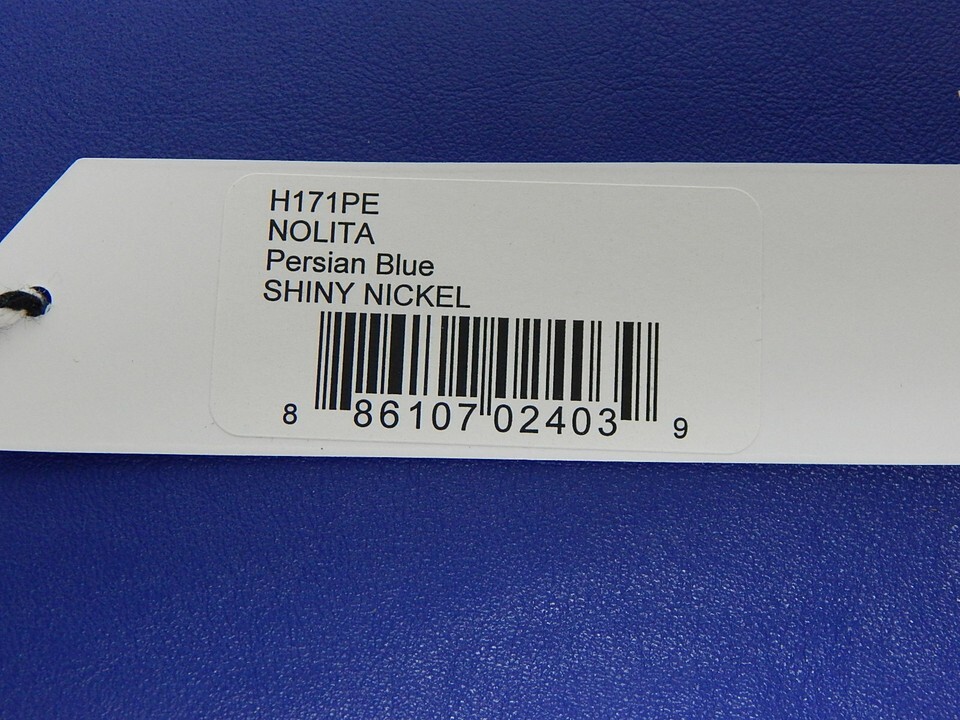 H171PE
NOLITA
Persian Blue
SHINY NICKEL
8 86107 02403 9